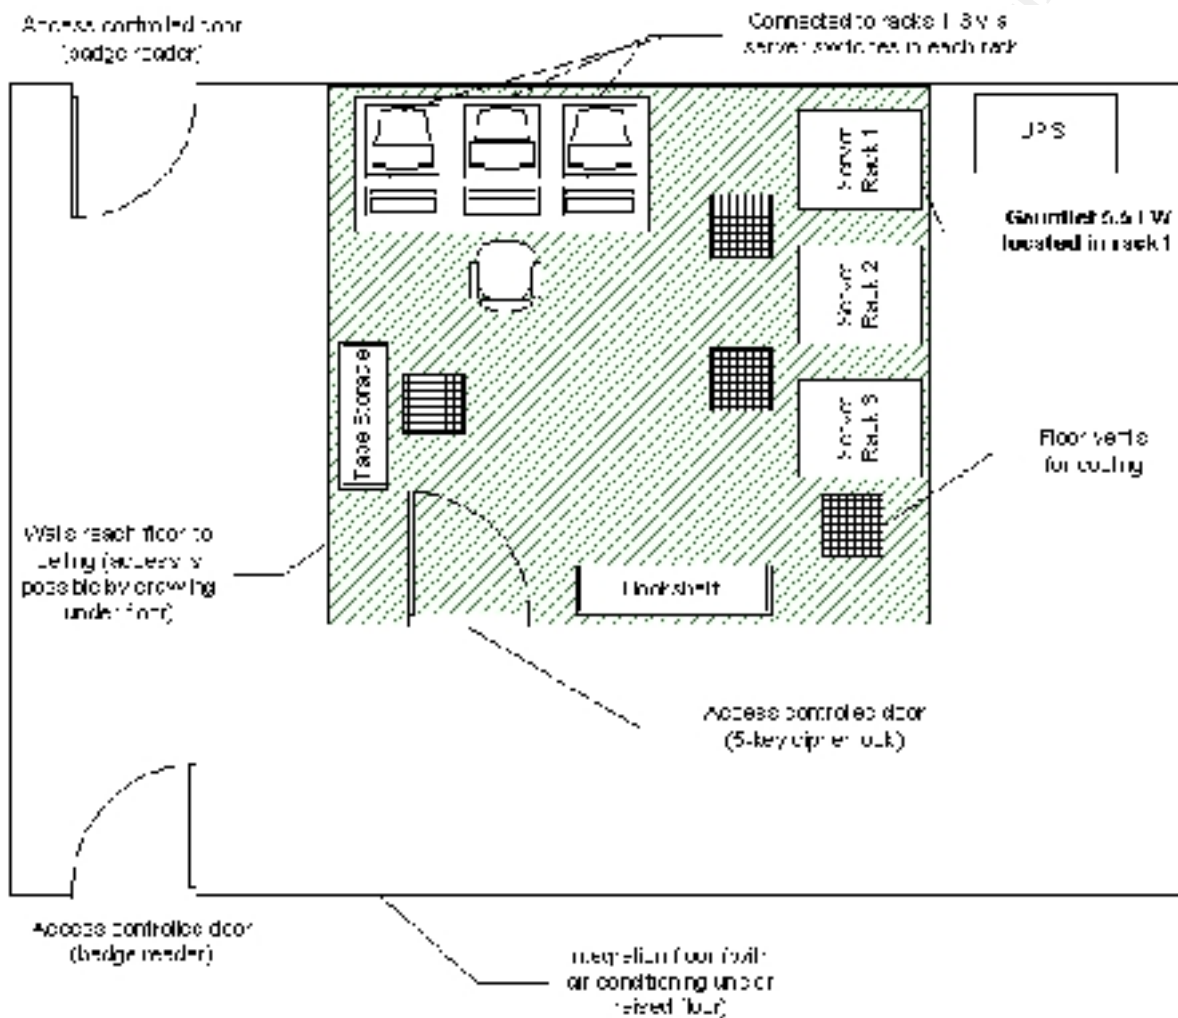 Access controlled door
(badge reader)
Connected to racks 1-3 via
server switches in each rack
UPS
Server
Rack 1
Gauntlet 5.5 FW
located in rack 1
Server
Rack 2
Tape Storage
Server
Rack 3
Floor vents
for cooling
Walls reach floor to
ceiling (access is
possible by crawling
under floor)
Bookshelf
Access controlled door
(5-key cipher lock)
Access controlled door
(badge reader)
Integration floor (with
air conditioning unit on
raised floor)